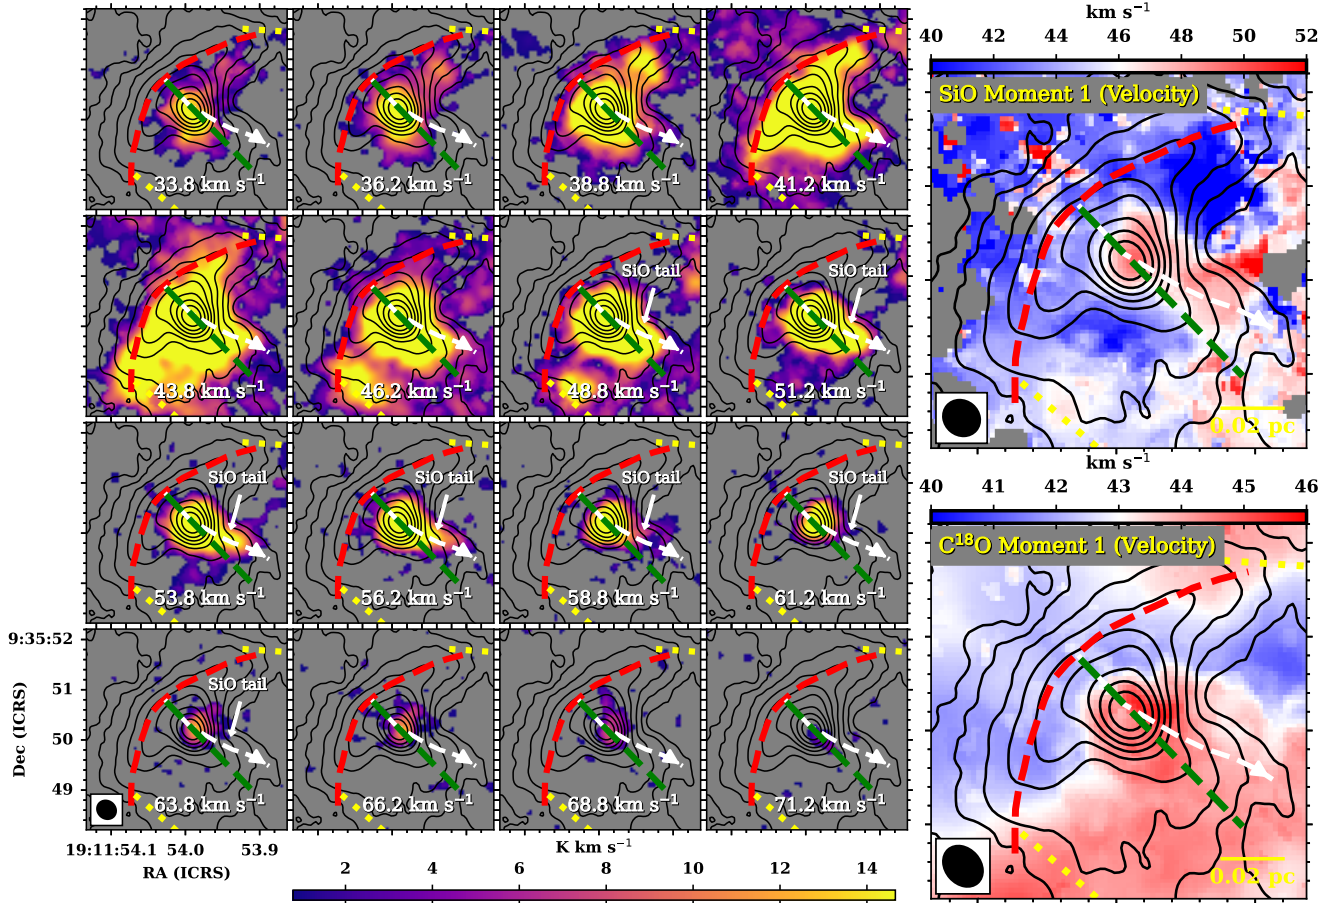 33.8 km s⁻¹
36.2 km s⁻¹
38.8 km s⁻¹
41.2 km s⁻¹
43.8 km s⁻¹
46.2 km s⁻¹
SiO tail
48.8 km s⁻¹
SiO tail
51.2 km s⁻¹
SiO tail
53.8 km s⁻¹
SiO tail
56.2 km s⁻¹
SiO tail
58.8 km s⁻¹
SiO tail
61.2 km s⁻¹
9:35:52
51
50
49
Dec (ICRS)
SiO tail
63.8 km s⁻¹
66.2 km s⁻¹
68.8 km s⁻¹
71.2 km s⁻¹
19:11:54.1 54.0 53.9
RA (ICRS)
K km s⁻¹
2 4 6 8 10 12 14
km s⁻¹
40 42 44 46 48 50 52
SiO Moment 1 (Velocity)
0.02 pc
km s⁻¹
40 41 42 43 44 45 46
C¹⁸O Moment 1 (Velocity)
0.02 pc